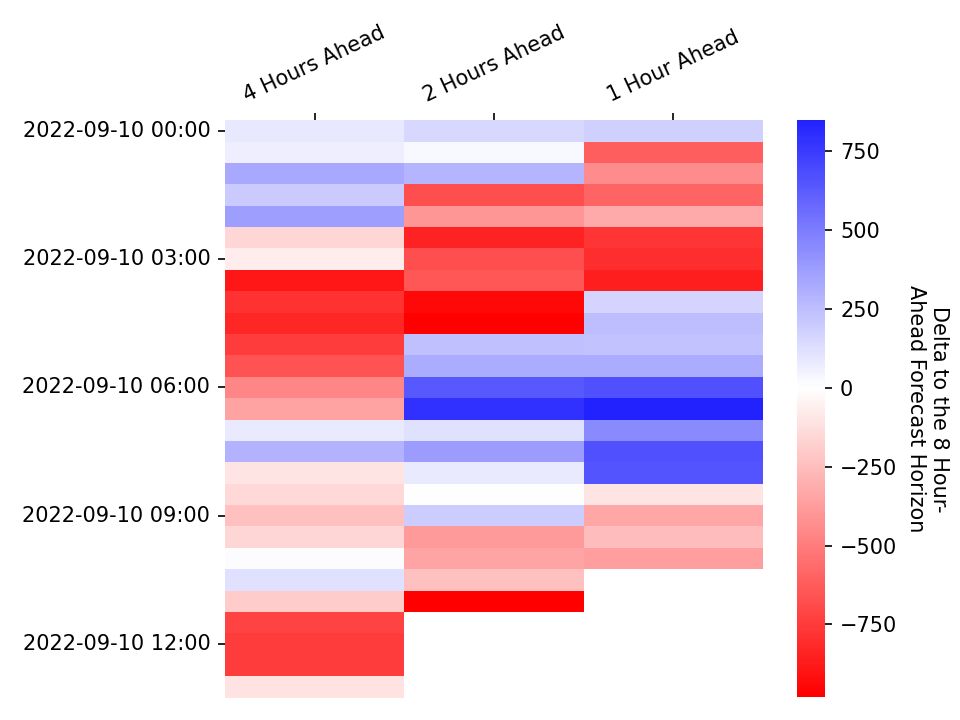 4 Hours Ahead
2 Hours Ahead
1 Hour Ahead
2022-09-10 00:00
2022-09-10 03:00
2022-09-10 06:00
2022-09-10 09:00
2022-09-10 12:00
750
500
250
0
−250
−500
−750
Delta to the 8 Hour-
Ahead Forecast Horizon